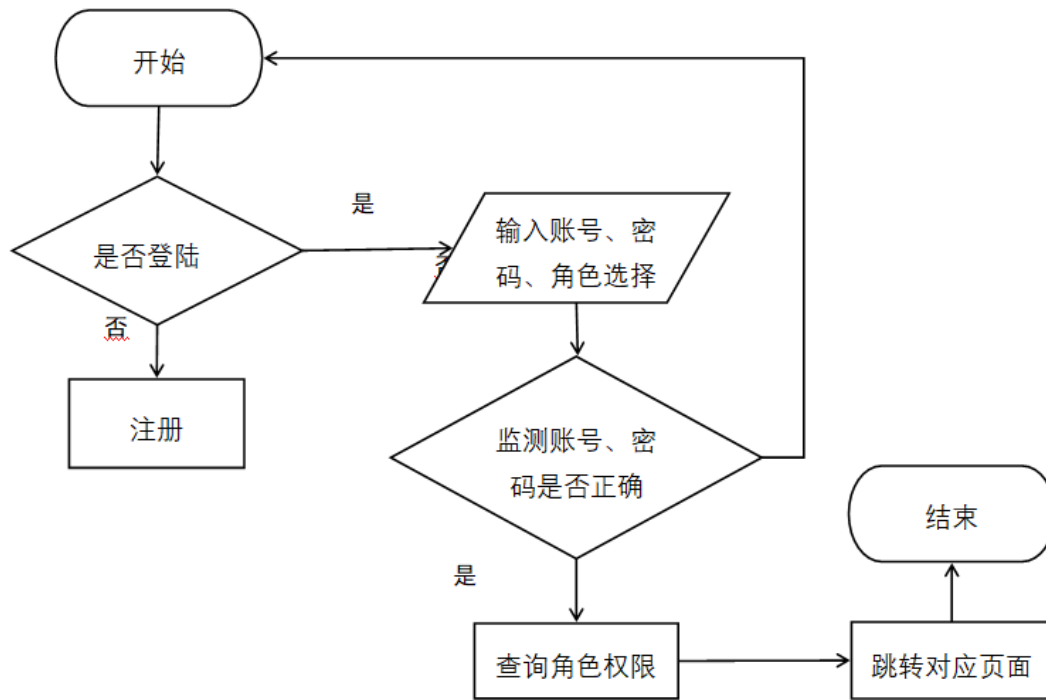 开始
是
是否登陆
输入账号、密
码、角色选择
否
注册
监测账号、密
码是否正确
结束
是
查询角色权限
跳转对应页面